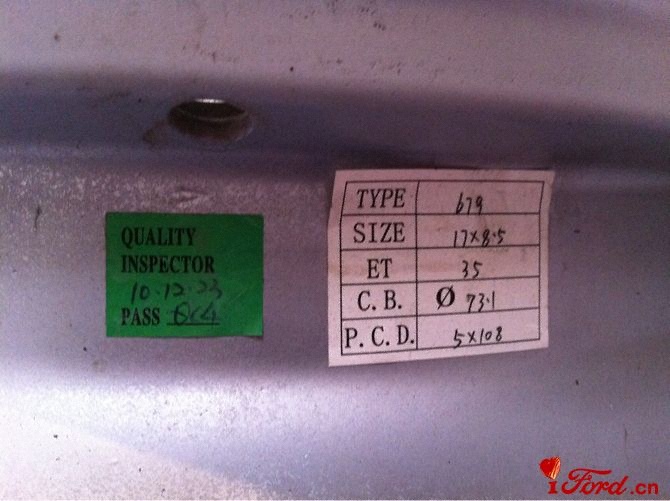 QUALITY
INSPECTOR
10.12.23
PASS
TYPE 679
SIZE 17×8.5
ET 35
C.B. Ø 73.1
P.C.D. 5×108
iFord.cn